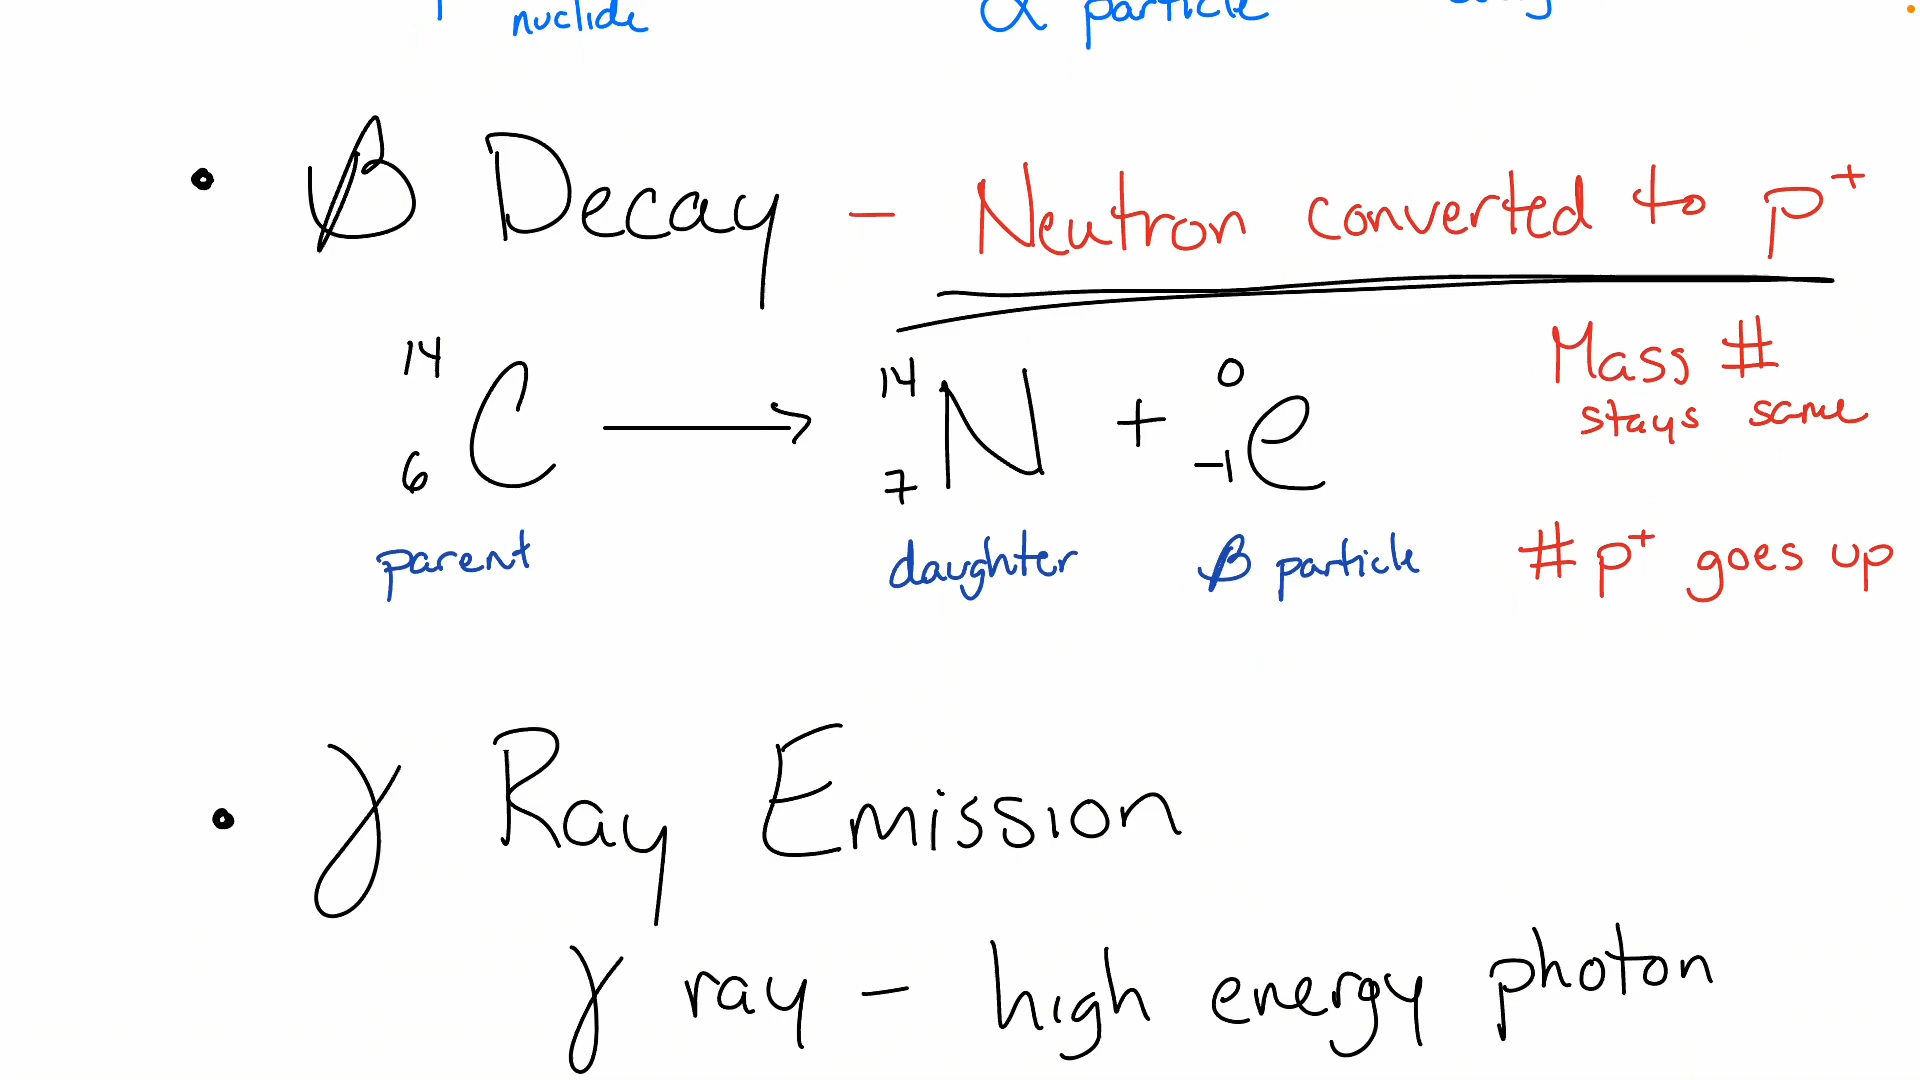 nuclide α particle
• β Decay - Neutron converted to p⁺
¹⁴₆C → ¹⁴₇N + ⁰₋₁e
Mass #
stays same
parent daughter β particle # p⁺ goes up
• γ Ray Emission
γ ray - high energy photon